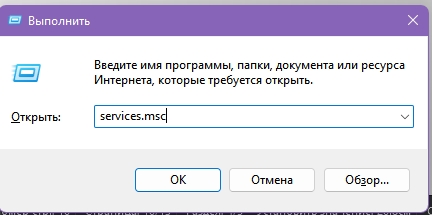 Выполнить
Введите имя программы, папки, документа или ресурса
Интернета, которые требуется открыть.
Открыть: services.msc
ОК Отмена Обзор...